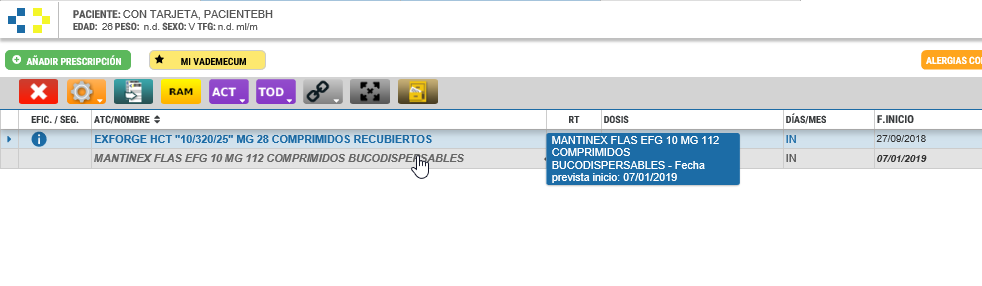 PACIENTE: CON TARJETA, PACIENTEBH
EDAD: 26 PESO: n.d. SEXO: V TFG: n.d. ml/m
AÑADIR PRESCRIPCIÓN
MI VADEMECUM
ALERGIAS CO
RAM
ACT
TOD
EFIC. / SEG. ATC/NOMBRE RT DOSIS DÍAS/MES F.INICIO
EXFORGE HCT "10/320/25" MG 28 COMPRIMIDOS RECUBIERTOS IN 27/09/2018
MANTINEX FLAS EFG 10 MG 112 COMPRIMIDOS BUCODISPERSABLES IN 07/01/2019
MANTINEX FLAS EFG 10 MG 112
COMPRIMIDOS
BUCODISPERSABLES - Fecha
prevista inicio: 07/01/2019